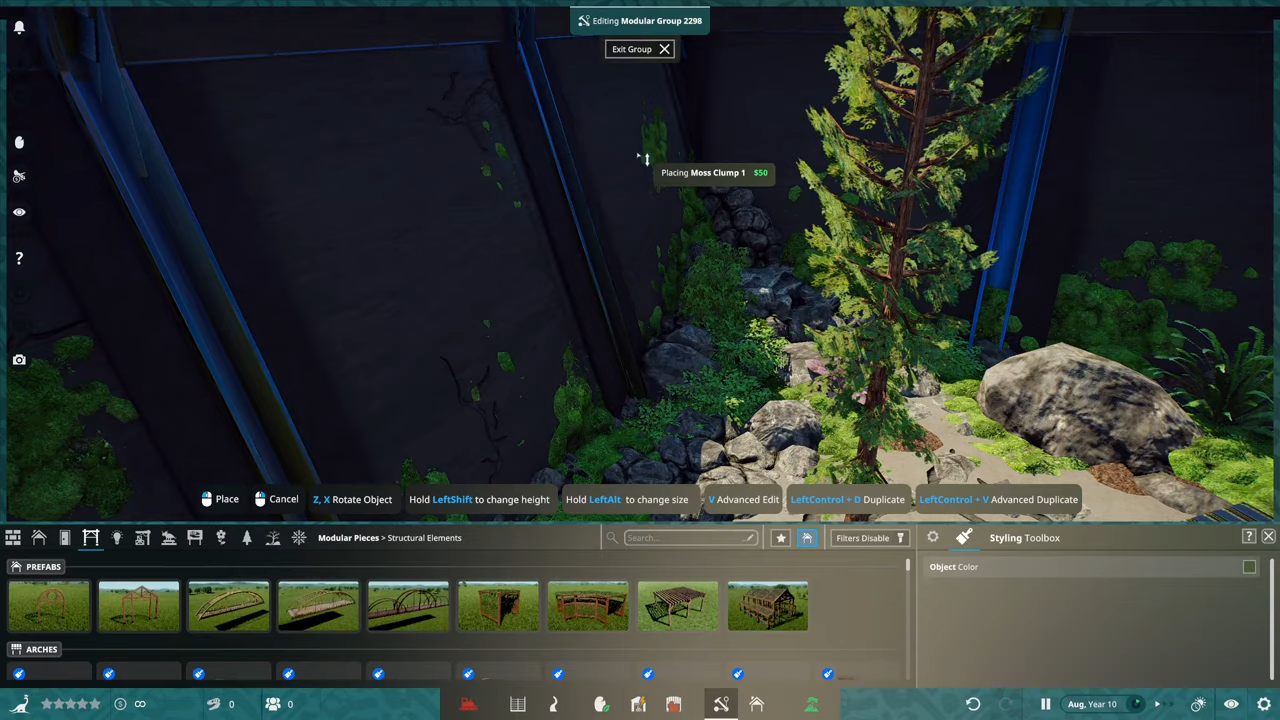 Editing Modular Group 2298
Exit Group
Placing Moss Clump 1 $50
Place
Cancel
Z, X Rotate Object
Hold LeftShift to change height
Hold LeftAlt to change size
V Advanced Edit
LeftControl + D Duplicate
LeftControl + V Advanced Duplicate
Modular Pieces > Structural Elements
Search...
Filters Disable
Styling Toolbox
?
PREFABS
Object Color
ARCHES
∞
0
0
Aug, Year 10